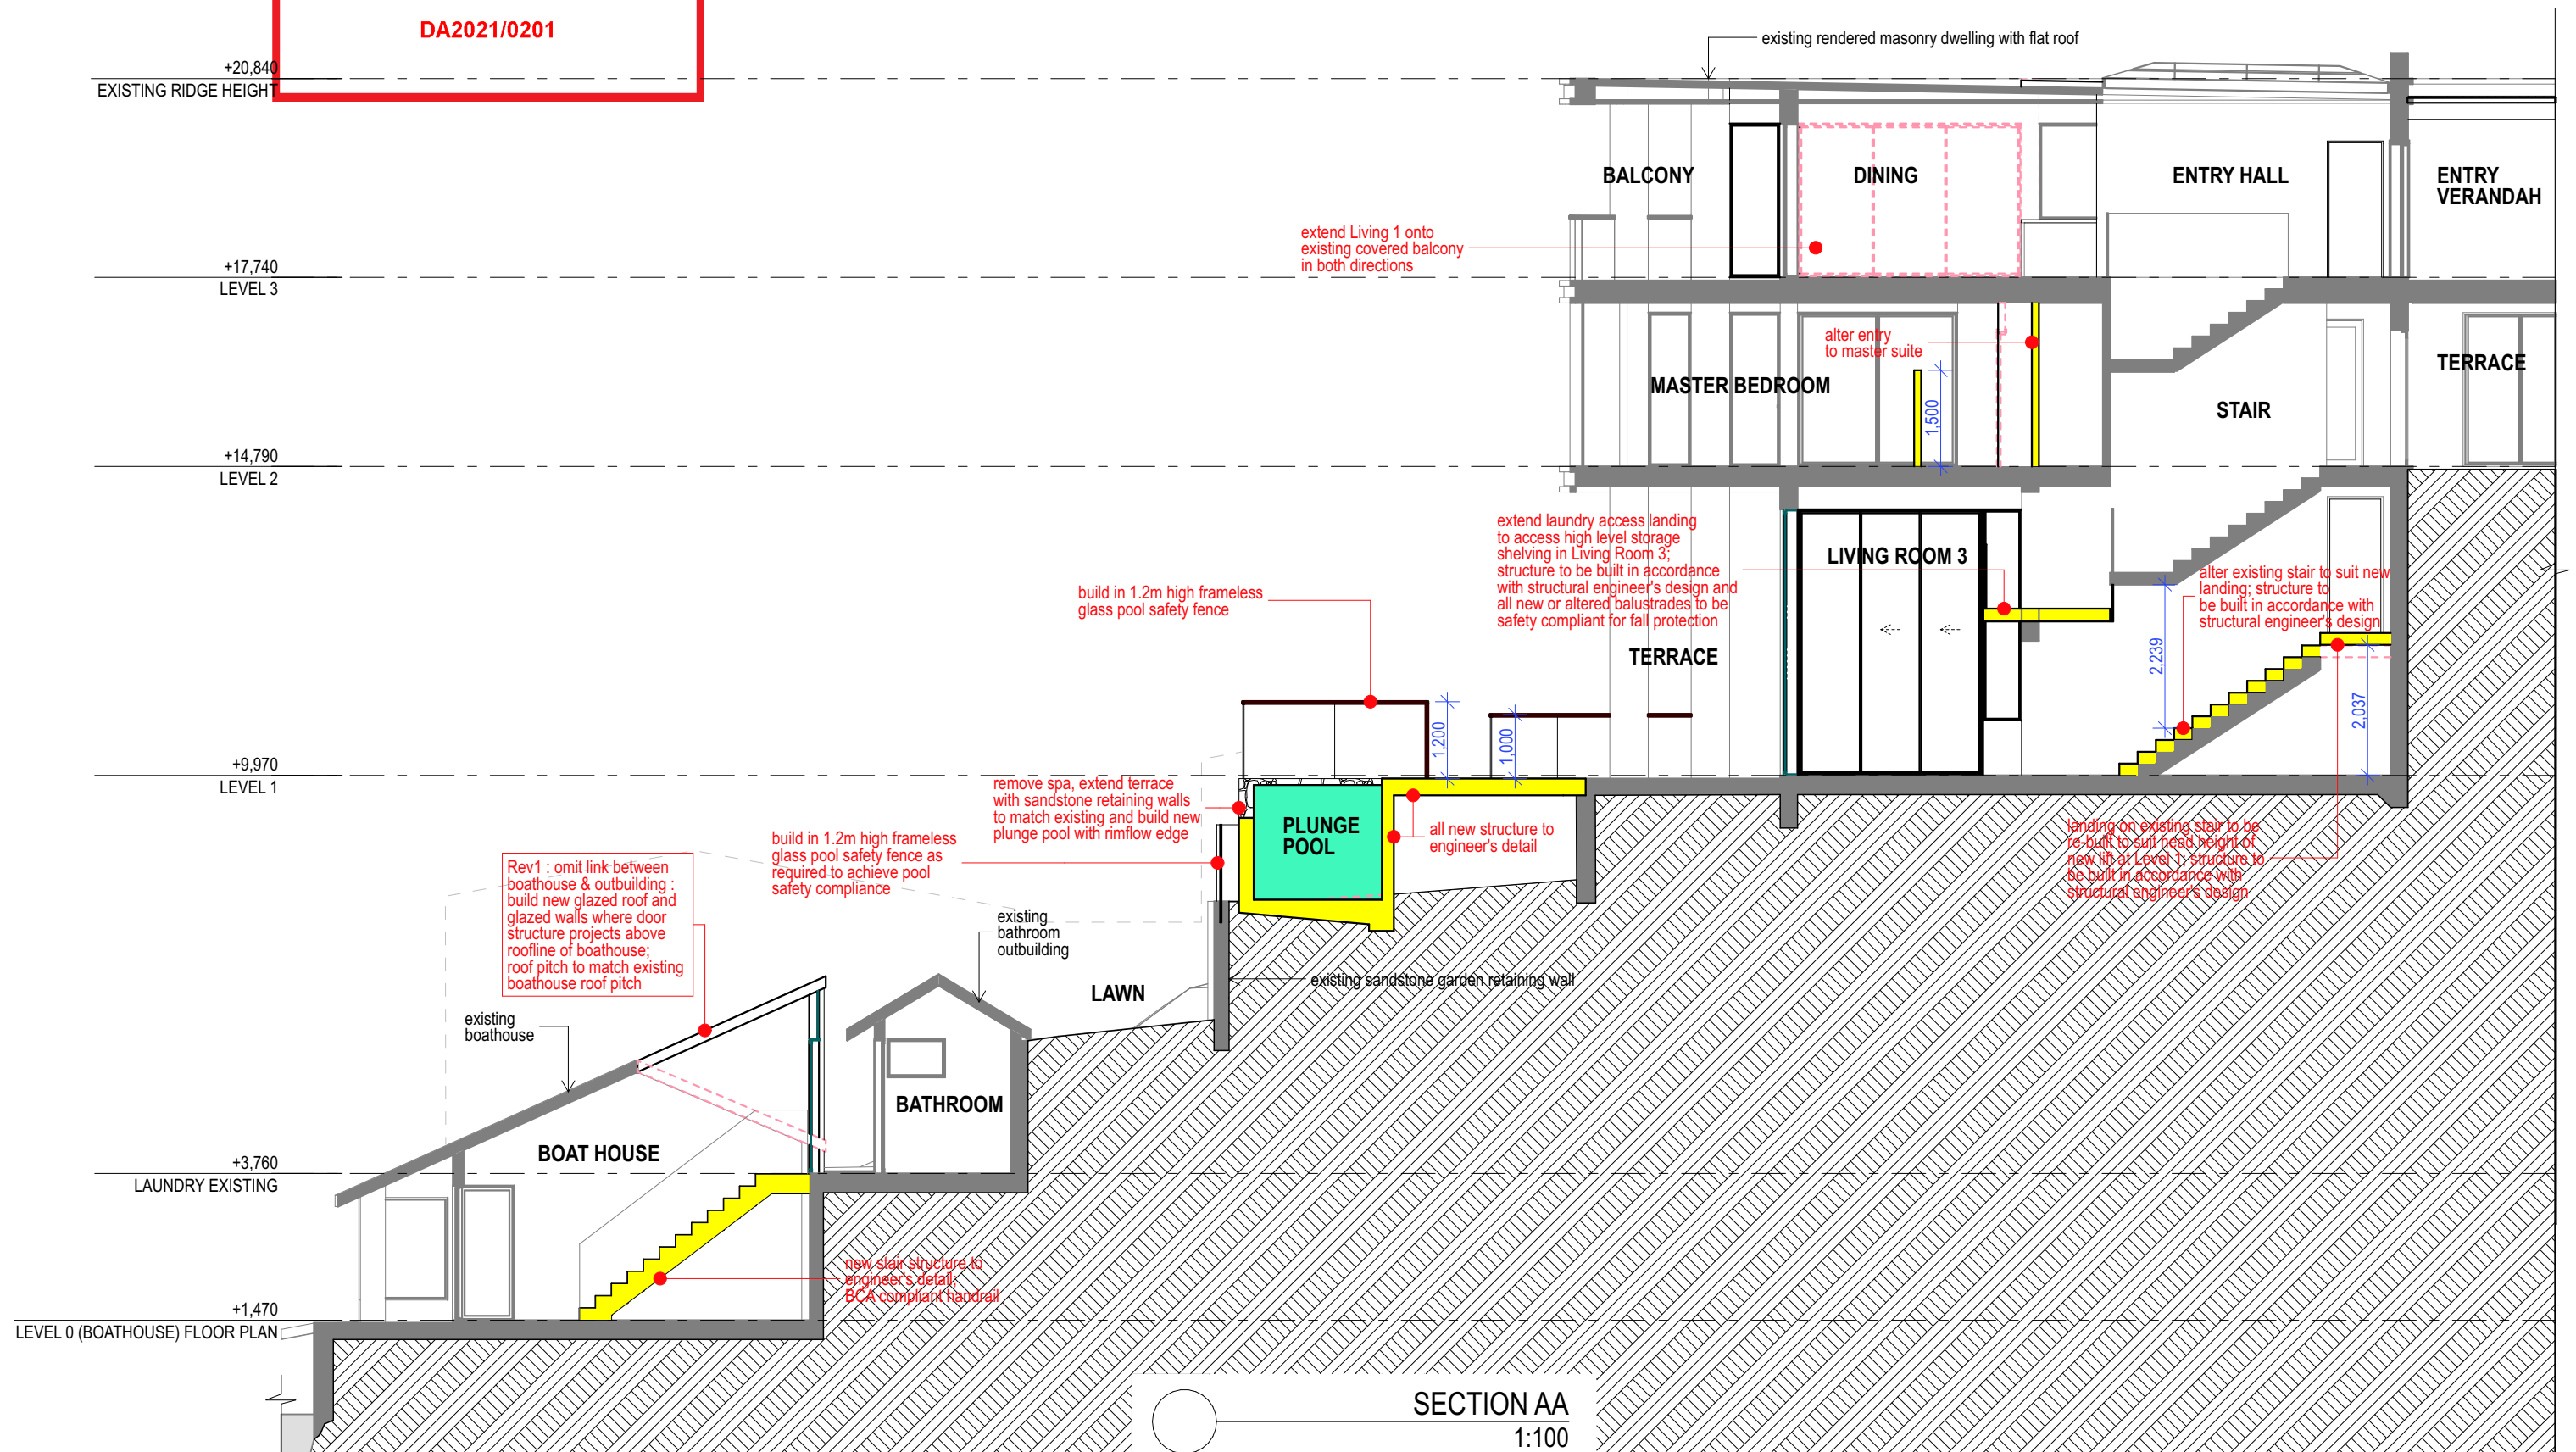 DA2021/0201
existing rendered masonry dwelling with flat roof
+20,840
EXISTING RIDGE HEIGHT
BALCONY
DINING
ENTRY HALL
ENTRY
VERANDAH
extend Living 1 onto
existing covered balcony
in both directions
+17,740
LEVEL 3
alter entry
to master suite
MASTER BEDROOM
1,500
STAIR
TERRACE
+14,790
LEVEL 2
extend laundry access landing
to access high level storage
shelving in Living Room 3;
structure to be built in accordance
with structural engineer's design and
all new or altered balustrades to be
safety compliant for fall protection
LIVING ROOM 3
alter existing stair to suit new
landing; structure to
be built in accordance with
structural engineer's design
build in 1.2m high frameless
glass pool safety fence
TERRACE
2,239
2,037
1,200
1,000
+9,970
LEVEL 1
remove spa, extend terrace
with sandstone retaining walls
to match existing and build new
plunge pool with rimflow edge
PLUNGE
POOL
all new structure to
engineer's detail
landing on existing stair to be
re-built to suit head height of
new lift at Level 1; structure to
be built in accordance with
structural engineer's design
build in 1.2m high frameless
glass pool safety fence as
required to achieve pool
safety compliance
Rev1 : omit link between
boathouse & outbuilding :
build new glazed roof and
glazed walls where door
structure projects above
roofline of boathouse;
roof pitch to match existing
boathouse roof pitch
existing
bathroom
outbuilding
LAWN
existing sandstone garden retaining wall
existing
boathouse
BATHROOM
BOAT HOUSE
+3,760
LAUNDRY EXISTING
new stair structure to
engineer's detail;
BCA compliant handrail
+1,470
LEVEL 0 (BOATHOUSE) FLOOR PLAN
SECTION AA
1:100